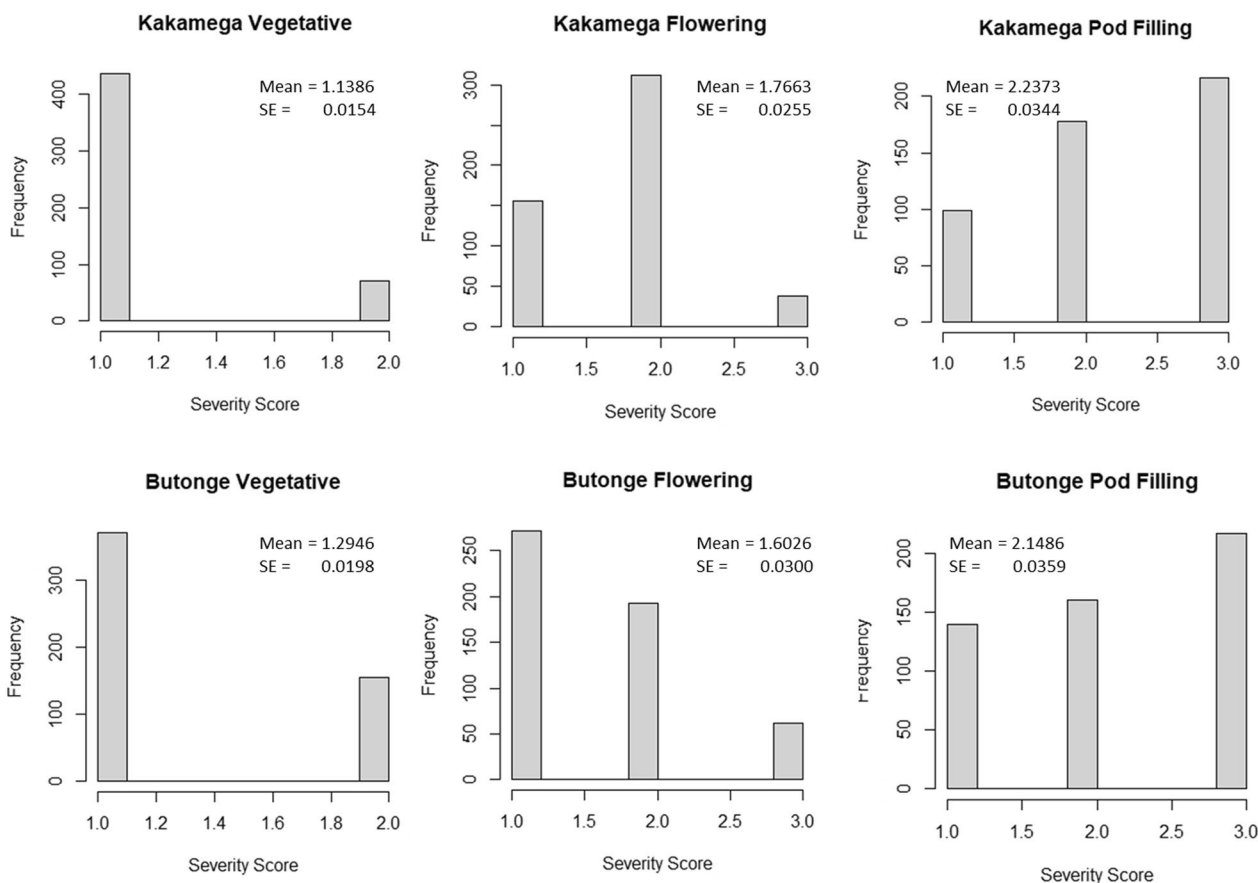 Kakamega Vegetative
Mean = 1.1386
SE = 0.0154
Frequency
400
300
200
100
0
1.0 1.2 1.4 1.6 1.8 2.0
Severity Score
Kakamega Flowering
Mean = 1.7663
SE = 0.0255
Frequency
300
200
100
50
0
1.0 1.5 2.0 2.5 3.0
Severity Score
Kakamega Pod Filling
Mean = 2.2373
SE = 0.0344
Frequency
200
150
100
50
0
1.0 1.5 2.0 2.5 3.0
Severity Score
Butonge Vegetative
Mean = 1.2946
SE = 0.0198
Frequency
300
200
100
0
1.0 1.2 1.4 1.6 1.8 2.0
Severity Score
Butonge Flowering
Mean = 1.6026
SE = 0.0300
Frequency
250
200
150
100
50
0
1.0 1.5 2.0 2.5 3.0
Severity Score
Butonge Pod Filling
Mean = 2.1486
SE = 0.0359
Frequency
200
150
100
50
0
1.0 1.5 2.0 2.5 3.0
Severity Score